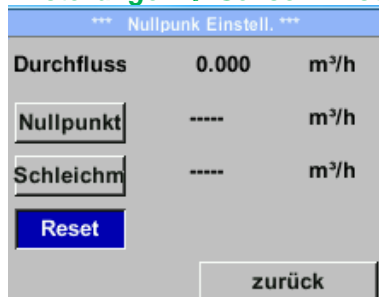 *** Nullpunk Einstell. ***
Durchfluss 0.000 m³/h
Nullpunkt ----- m³/h
Schleichm ----- m³/h
Reset
zurück